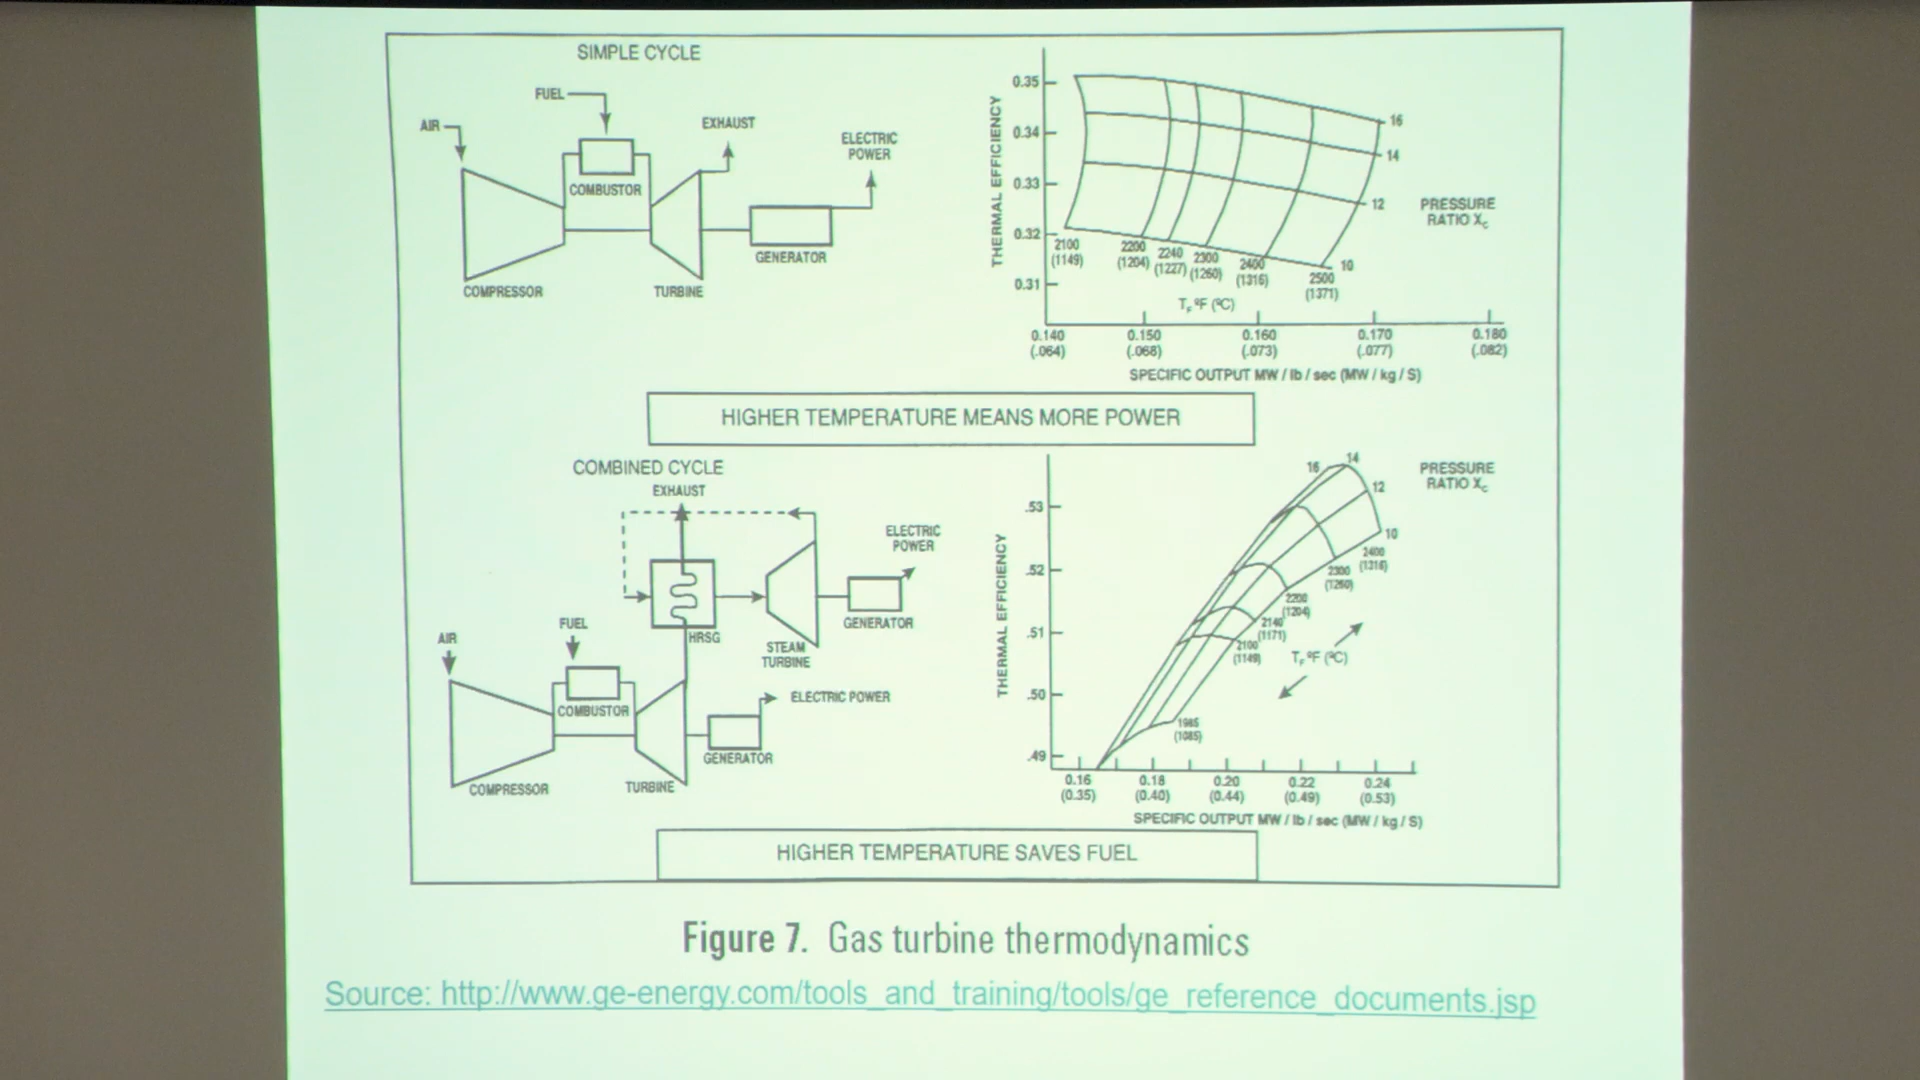 SIMPLE CYCLE
FUEL
AIR
EXHAUST
ELECTRIC
POWER
COMBUSTOR
GENERATOR
COMPRESSOR
TURBINE
THERMAL EFFICIENCY
0.35
0.34
0.33
0.32
0.31
16
14
12
10
PRESSURE
RATIO Xc
2100
(1149)
2200
(1204)
2240
(1227)
2300
(1260)
2400
(1316)
2500
(1371)
TF ºF (ºC)
0.140
(.064)
0.150
(.068)
0.160
(.073)
0.170
(.077)
0.180
(.082)
SPECIFIC OUTPUT MW / lb / sec (MW / kg / S)
HIGHER TEMPERATURE MEANS MORE POWER
COMBINED CYCLE
EXHAUST
ELECTRIC
POWER
GENERATOR
HRSG
STEAM
TURBINE
FUEL
AIR
COMBUSTOR
ELECTRIC POWER
GENERATOR
COMPRESSOR
TURBINE
THERMAL EFFICIENCY
.53
.52
.51
.50
.49
16
14
12
10
PRESSURE
RATIO Xc
2400
(1316)
2300
(1260)
2200
(1204)
2140
(1171)
2100
(1149)
TF ºF (ºC)
1985
(1085)
0.16
(0.35)
0.18
(0.40)
0.20
(0.44)
0.22
(0.49)
0.24
(0.53)
SPECIFIC OUTPUT MW / lb / sec (MW / kg / S)
HIGHER TEMPERATURE SAVES FUEL
Figure 7. Gas turbine thermodynamics
Source: http://www.ge-energy.com/tools_and_training/tools/ge_reference_documents.jsp